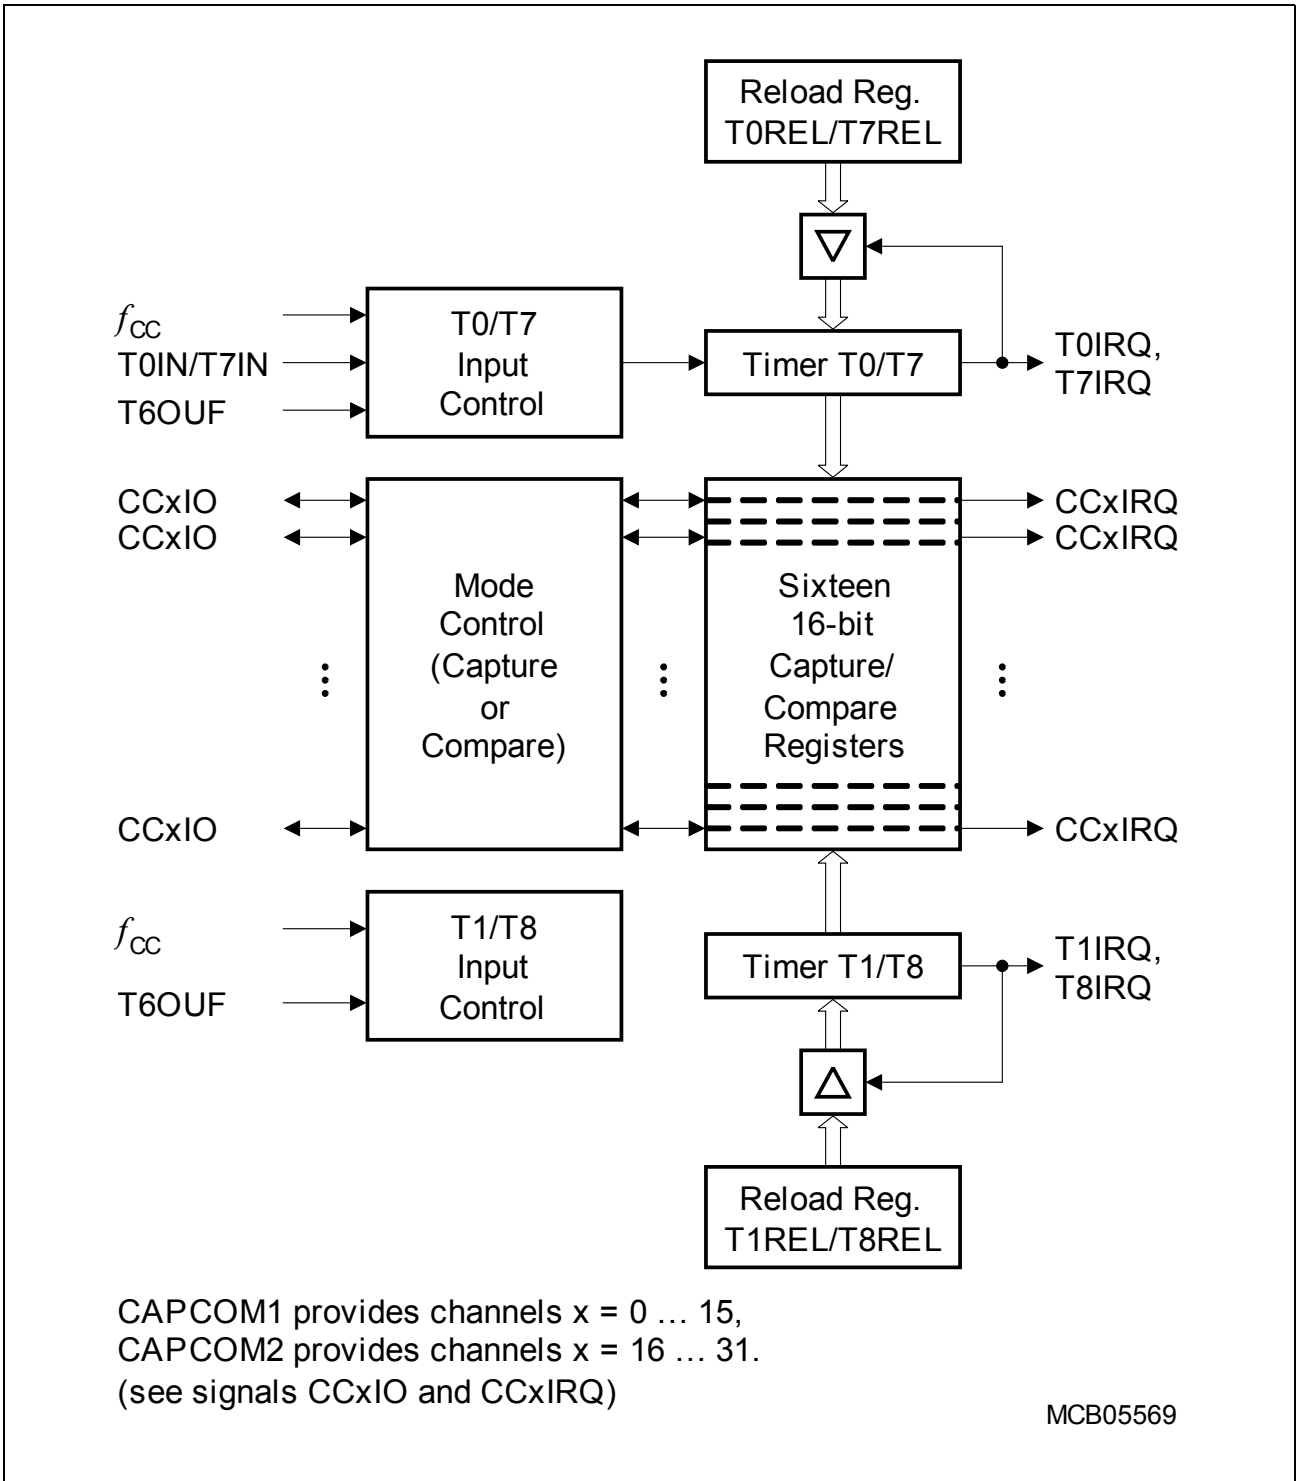 Reload Reg.
T0REL/T7REL
fCC
T0IN/T7IN
T6OUF
T0/T7
Input
Control
Timer T0/T7
T0IRQ,
T7IRQ
CCxIO
CCxIO
CCxIO
Mode
Control
(Capture
or
Compare)
Sixteen
16-bit
Capture/
Compare
Registers
CCxIRQ
CCxIRQ
CCxIRQ
fCC
T6OUF
T1/T8
Input
Control
Timer T1/T8
T1IRQ,
T8IRQ
Reload Reg.
T1REL/T8REL
CAPCOM1 provides channels x = 0 … 15,
CAPCOM2 provides channels x = 16 … 31.
(see signals CCxIO and CCxIRQ)
MCB05569